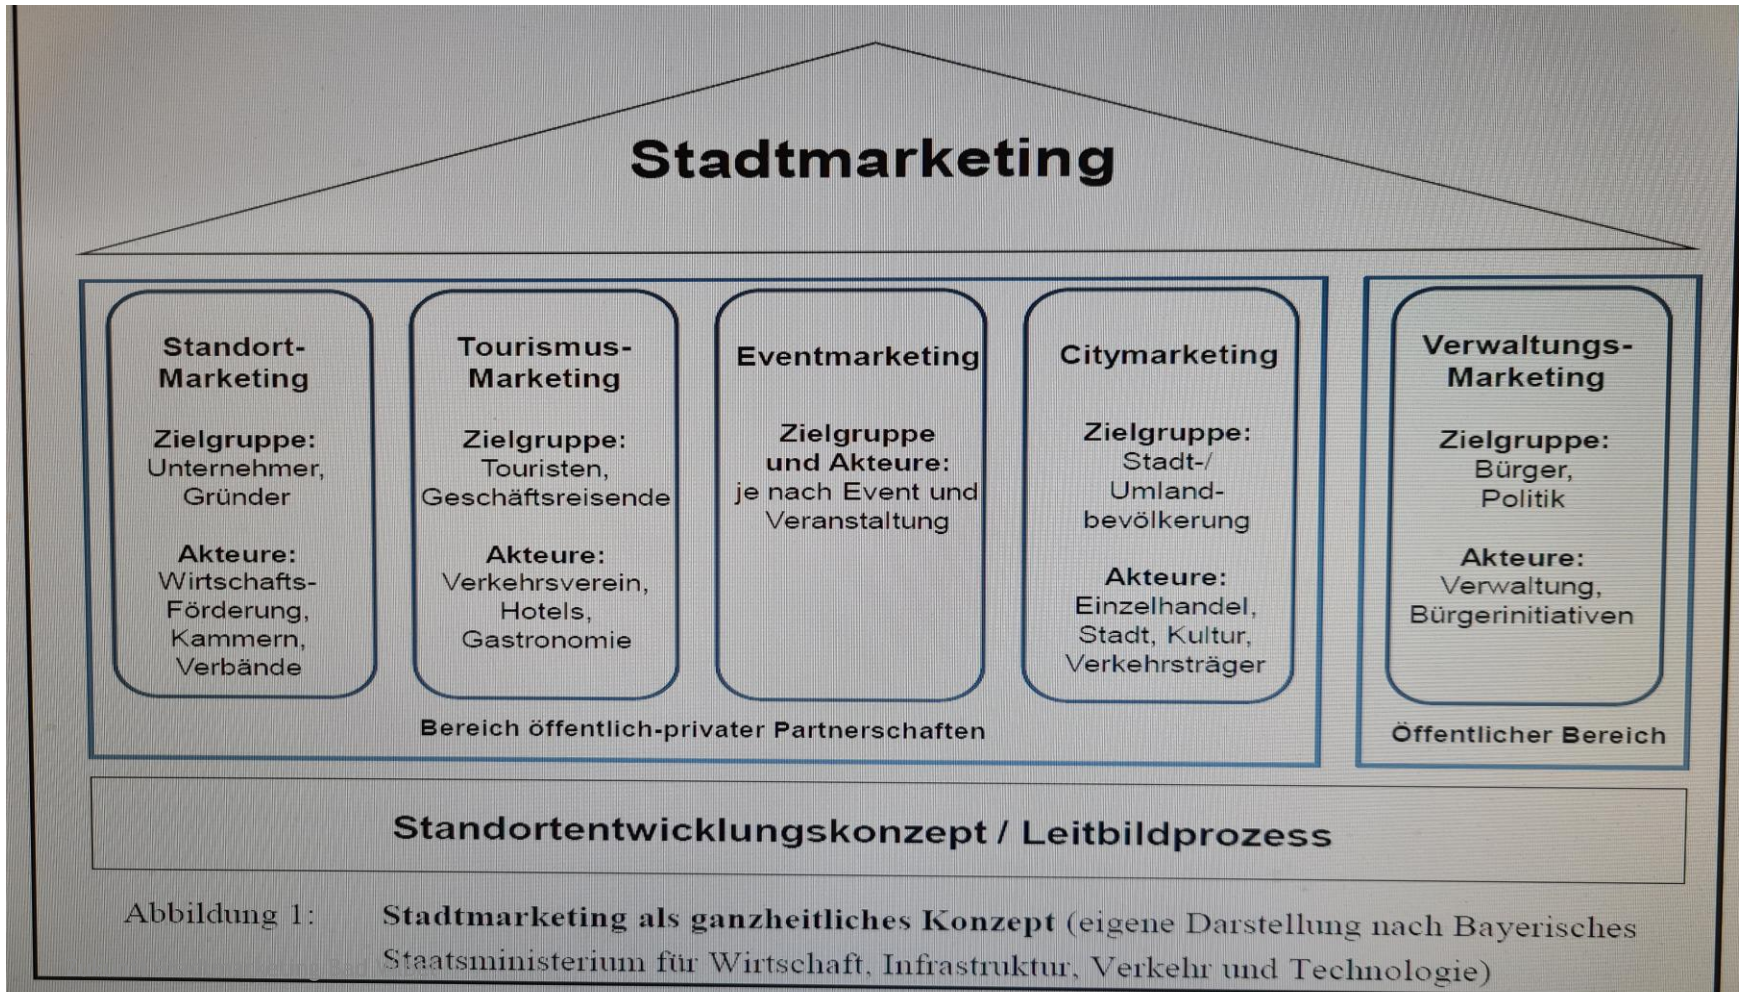 Stadtmarketing
Standort-
Marketing
Zielgruppe:
Unternehmer,
Gründer
Akteure:
Wirtschafts-
Förderung,
Kammern,
Verbände
Tourismus-
Marketing
Zielgruppe:
Touristen,
Geschäftsreisende
Akteure:
Verkehrsverein,
Hotels,
Gastronomie
Eventmarketing
Zielgruppe
und Akteure:
je nach Event und
Veranstaltung
Citymarketing
Zielgruppe:
Stadt-/
Umland-
bevölkerung
Akteure:
Einzelhandel,
Stadt, Kultur,
Verkehrsträger
Bereich öffentlich-privater Partnerschaften
Verwaltungs-
Marketing
Zielgruppe:
Bürger,
Politik
Akteure:
Verwaltung,
Bürgerinitiativen
Öffentlicher Bereich
Standortentwicklungskonzept / Leitbildprozess
Abbildung 1: Stadtmarketing als ganzheitliches Konzept (eigene Darstellung nach Bayerisches
Staatsministerium für Wirtschaft, Infrastruktur, Verkehr und Technologie)